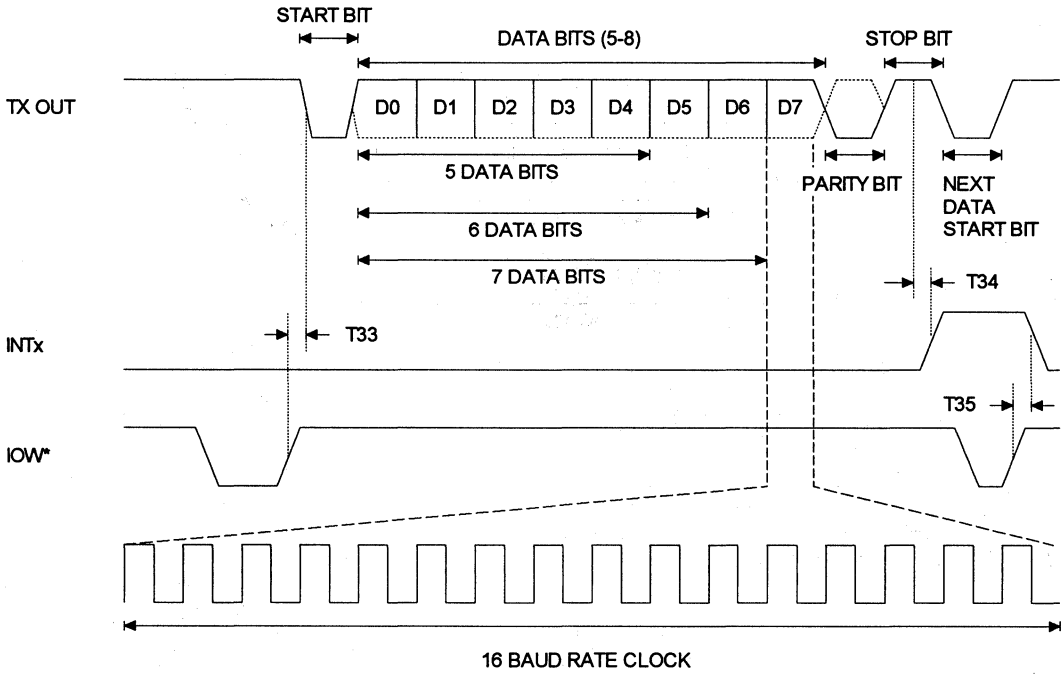 START BIT
DATA BITS (5-8)
STOP BIT
TX OUT
D0 D1 D2 D3 D4 D5 D6 D7
5 DATA BITS
PARITY BIT
NEXT
DATA
START BIT
6 DATA BITS
7 DATA BITS
T34
T33
INTx
T35
IOW*
16 BAUD RATE CLOCK